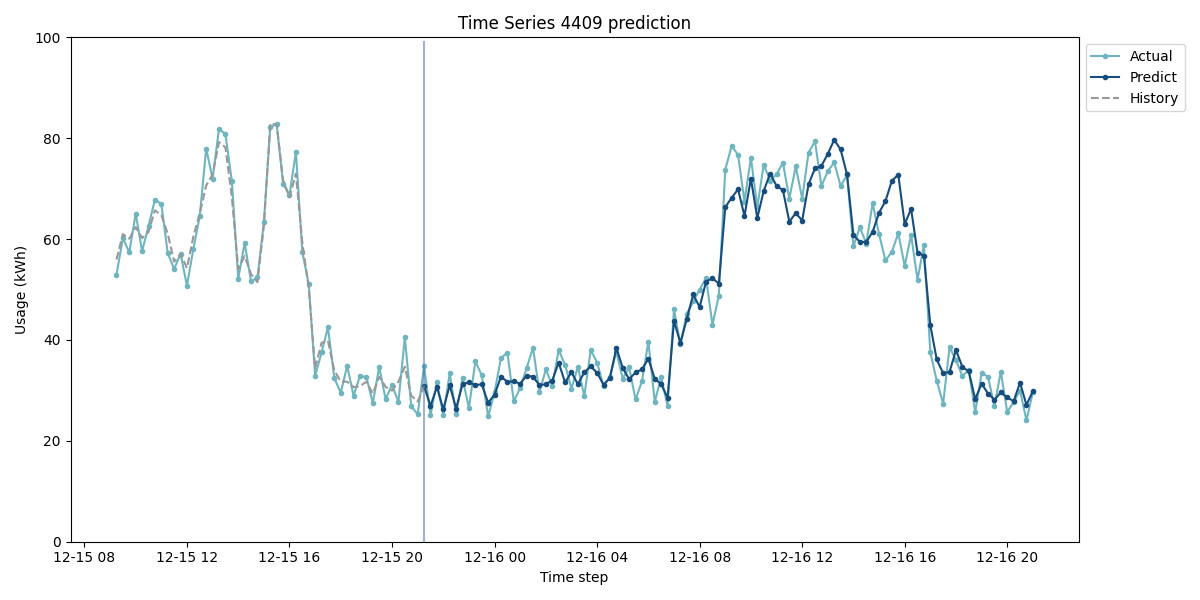 Time Series 4409 prediction
100
80
60
40
20
0
Usage (kWh)
12-15 08
12-15 12
12-15 16
12-15 20
12-16 00
12-16 04
12-16 08
12-16 12
12-16 16
12-16 20
Time step
Actual
Predict
History